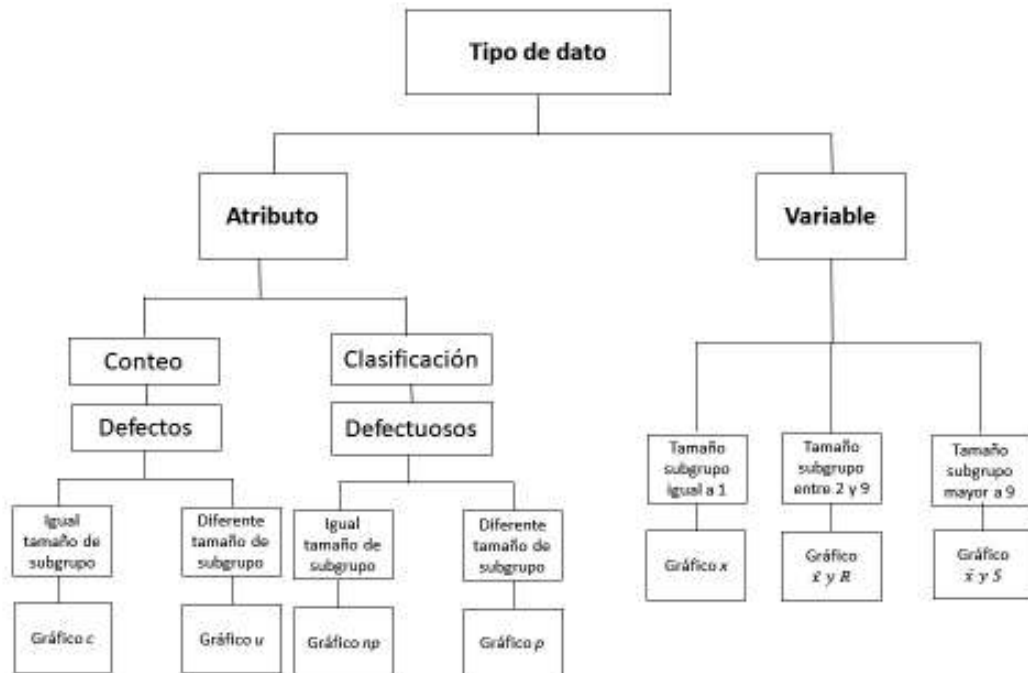 Tipo de dato
Atributo
Variable
Conteo
Clasificación
Defectos
Defectuosos
Tamaño
subgrupo
igual a 1
Tamaño
subgrupo
entre 2 y 9
Tamaño
subgrupo
mayor a 9
Igual
tamaño de
subgrupo
Diferente
tamaño de
subgrupo
Igual
tamaño de
subgrupo
Diferente
tamaño de
subgrupo
Gráfico x
Gráfico
x̄ y R
Gráfico
x̄ y S
Gráfico c
Gráfico u
Gráfico np
Gráfico p